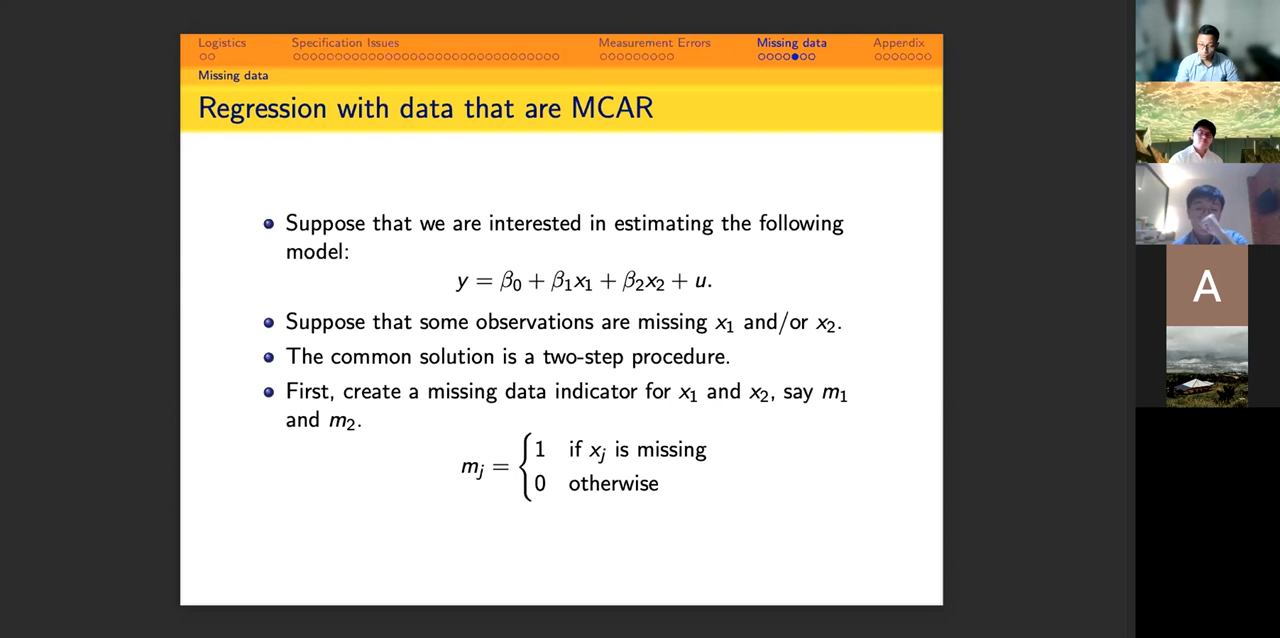 Logistics Specification Issues Measurement Errors Missing data Appendix
Missing data
Regression with data that are MCAR
Suppose that we are interested in estimating the following
model:
y = β₀ + β₁x₁ + β₂x₂ + u.
Suppose that some observations are missing x₁ and/or x₂.
The common solution is a two-step procedure.
First, create a missing data indicator for x₁ and x₂, say m₁
and m₂.
mⱼ = { 1 if xⱼ is missing
0 otherwise
A